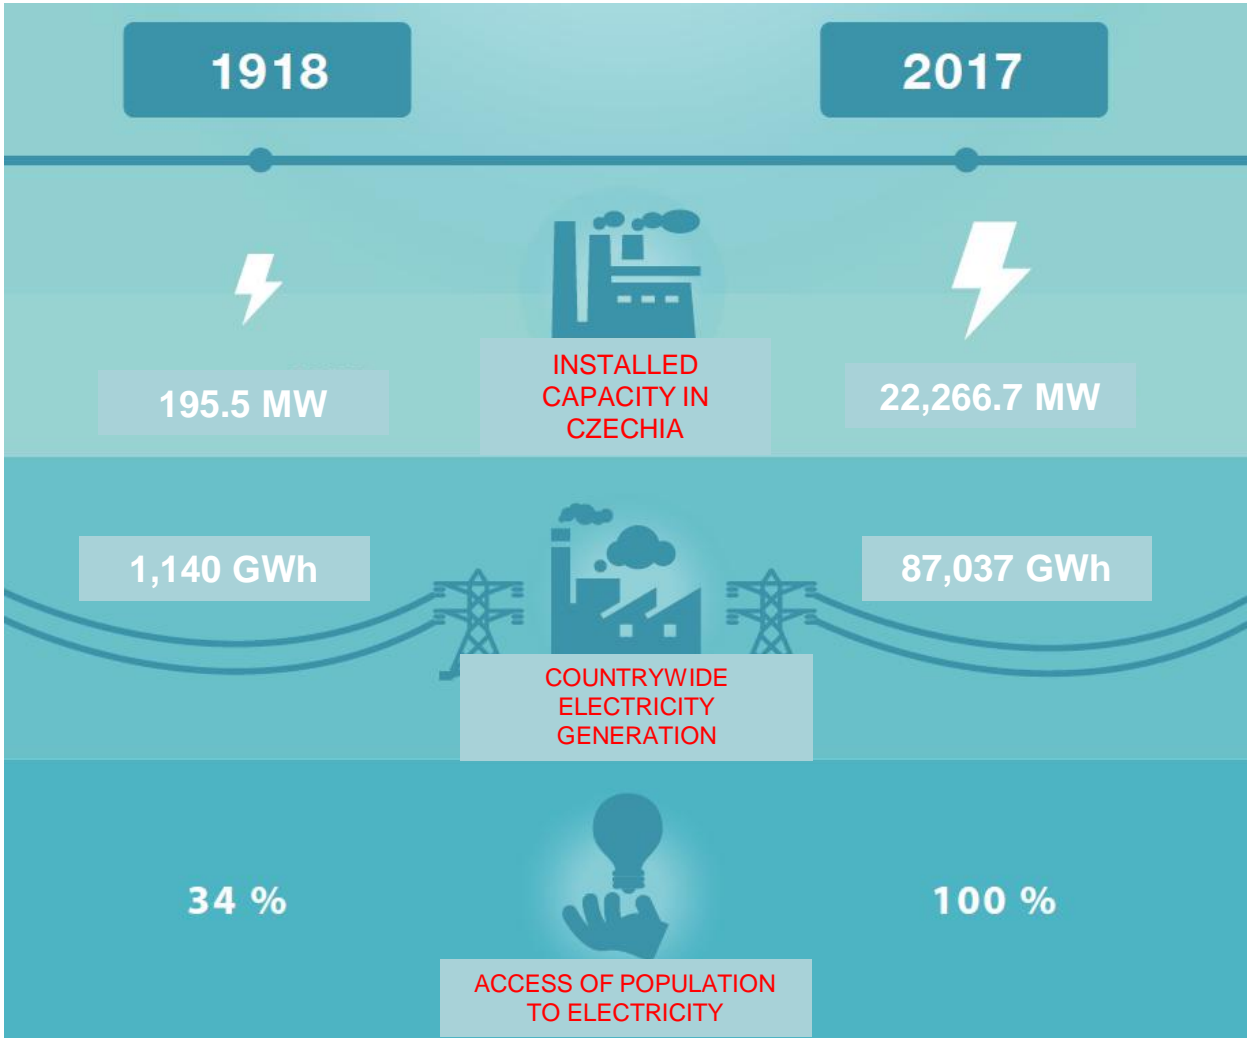 1918
2017
195.5 MW
INSTALLED
CAPACITY IN
CZECHIA
22,266.7 MW
1,140 GWh
COUNTRYWIDE
ELECTRICITY
GENERATION
87,037 GWh
34 %
ACCESS OF POPULATION
TO ELECTRICITY
100 %